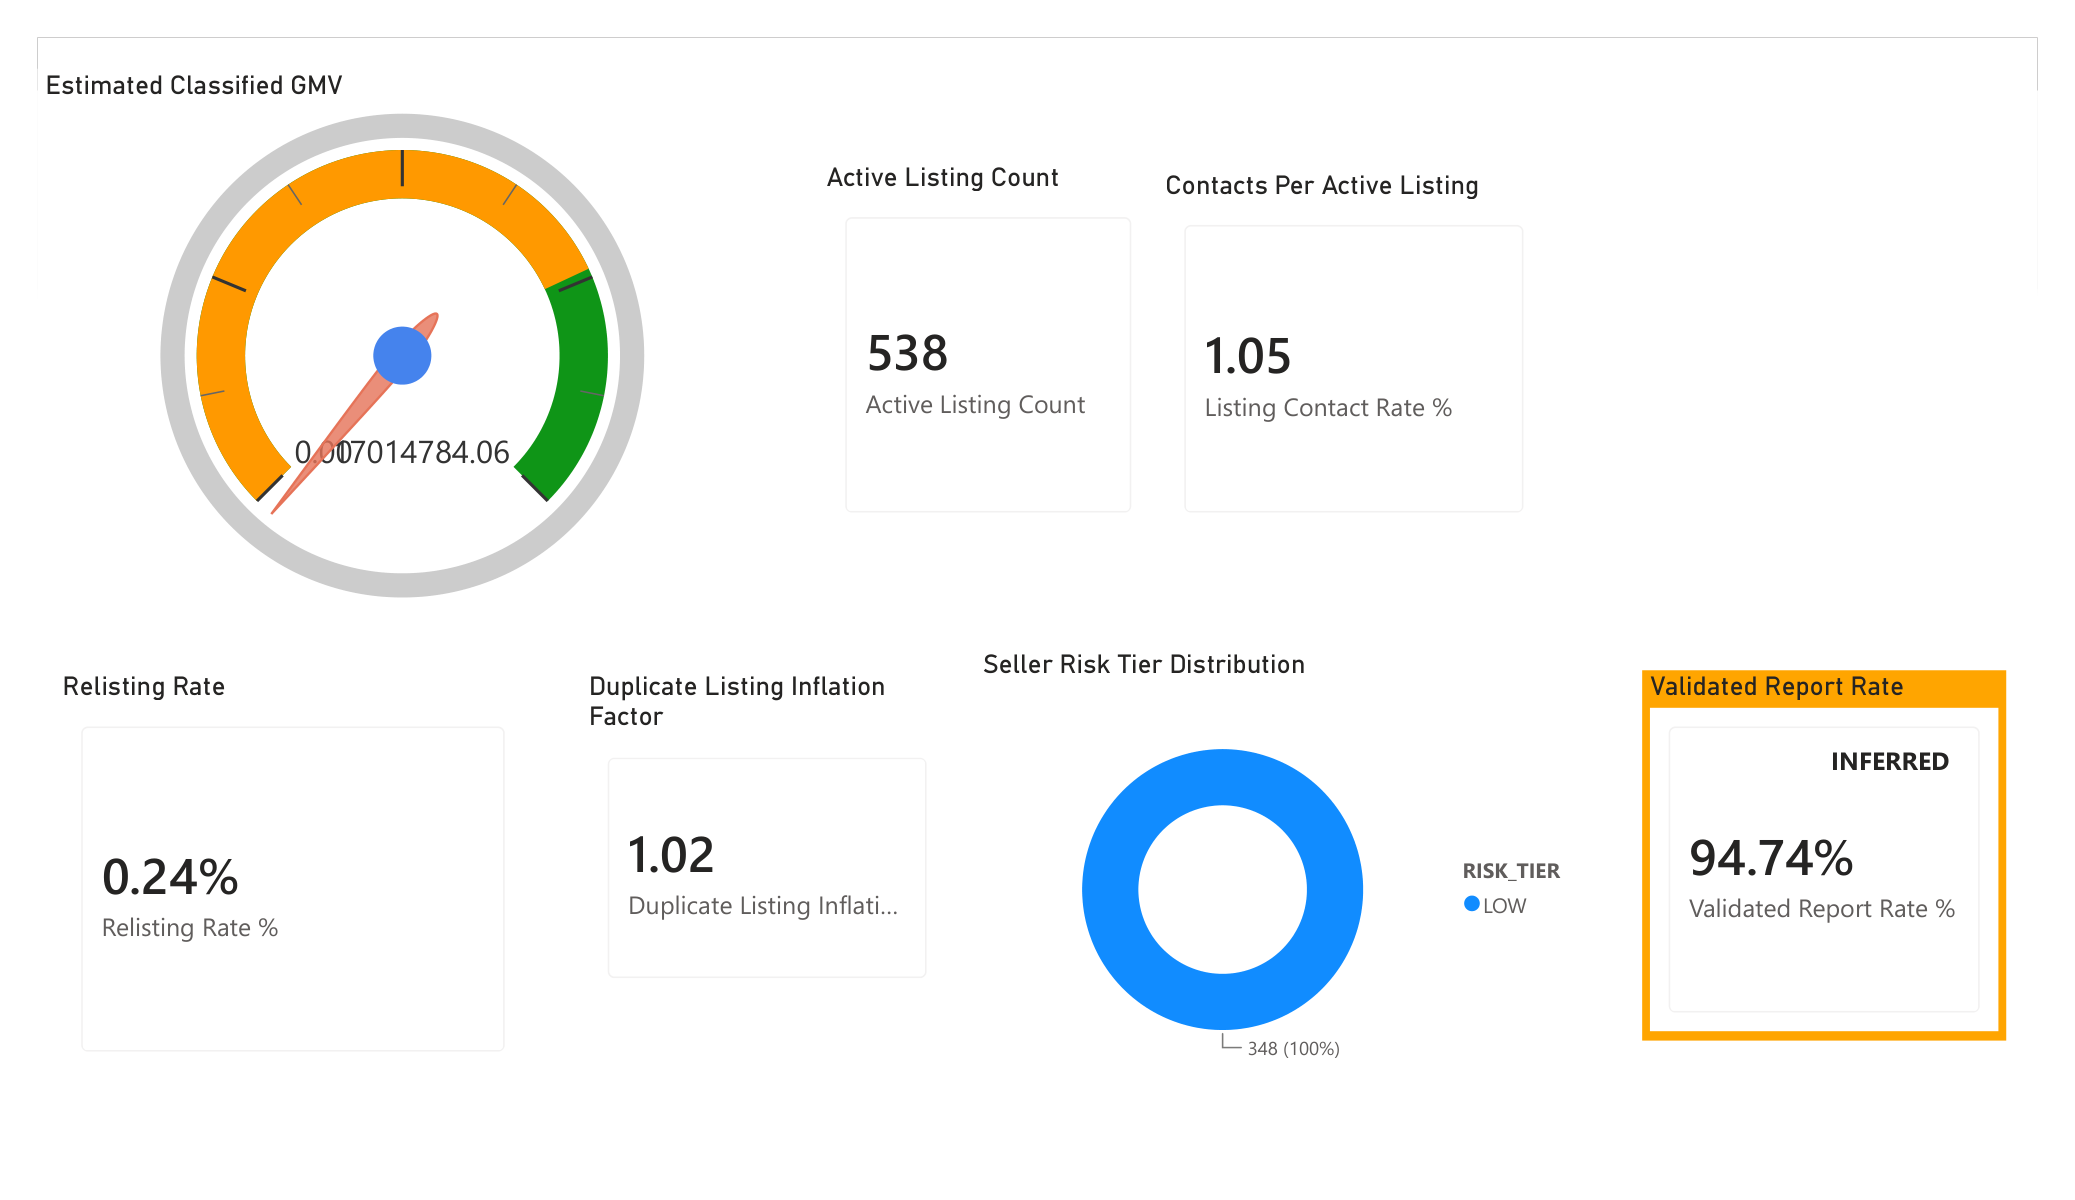 Estimated Classified GMV
Active Listing Count
Contacts Per Active Listing
538
Active Listing Count
1.05
Listing Contact Rate %
0.00
Relisting Rate
0.24%
Relisting Rate %
Duplicate Listing Inflation
Factor
1.02
Duplicate Listing Inflati...
Seller Risk Tier Distribution
RISK_TIER
LOW
348 (100%)
Validated Report Rate
INFERRED
94.74%
Validated Report Rate %